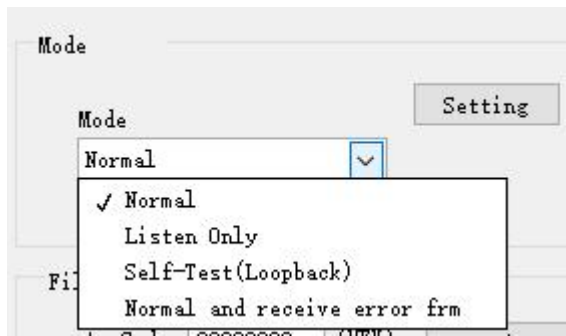 Mode
Setting
Mode
Normal
✓ Normal
Listen Only
Self-Test(Loopback)
Normal and receive error frm